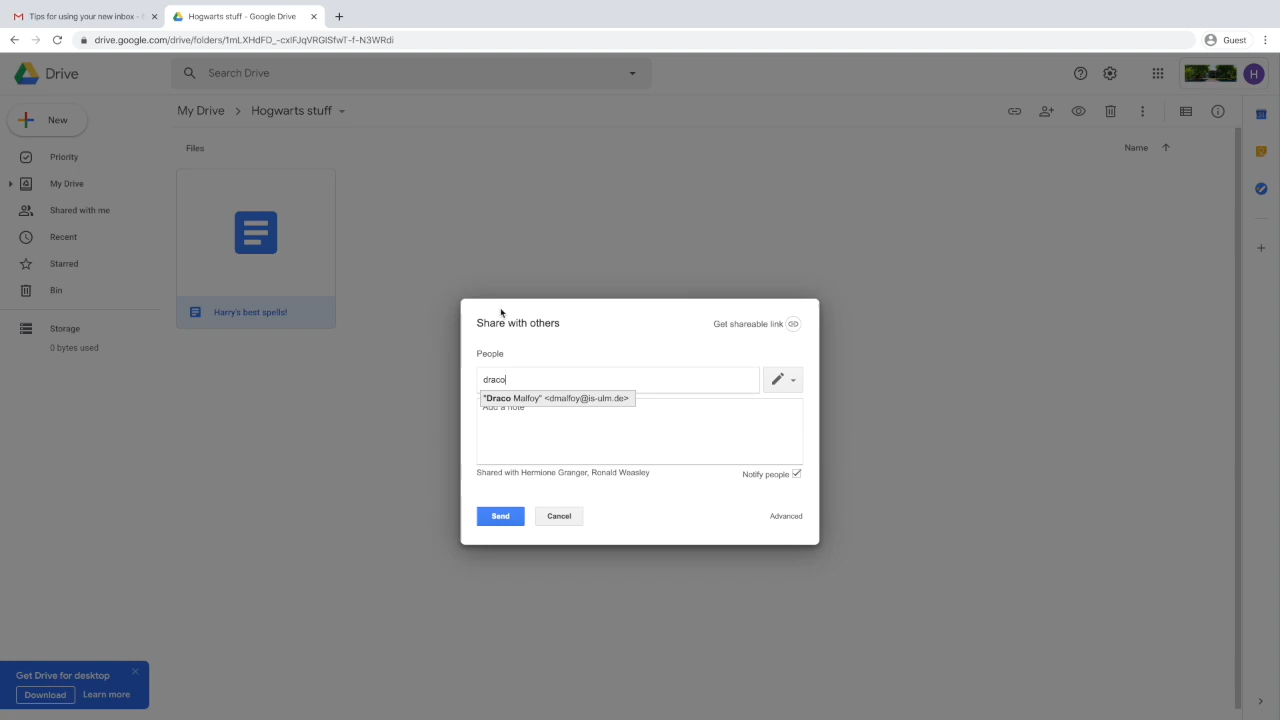 Tips for using your new inbox -
Hogwarts stuff - Google Drive
drive.google.com/drive/folders/1mLXHdFD_-cxlFJqVRGlSfwT-f-N3WRdi
Guest
Drive
Search Drive
H
New
My Drive
Hogwarts stuff
Priority
My Drive
Shared with me
Recent
Starred
Bin
Storage
0 bytes used
Files
Name
Harry's best spells!
Share with others
Get shareable link
People
draco
"Draco Malfoy" <dmalfoy@is-ulm.de>
Add a note
Shared with Hermione Granger, Ronald Weasley
Notify people
Send
Cancel
Advanced
Get Drive for desktop
Download
Learn more